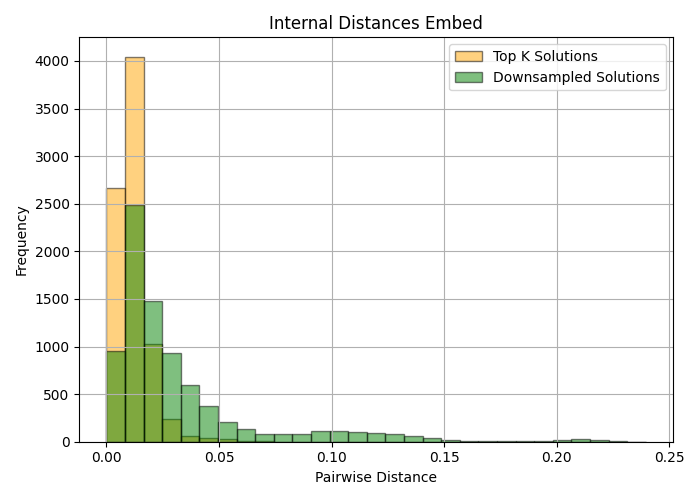 Internal Distances Embed
Top K Solutions
Downsampled Solutions
4000
3500
3000
2500
2000
1500
1000
500
0
Frequency
0.00 0.05 0.10 0.15 0.20 0.25
Pairwise Distance